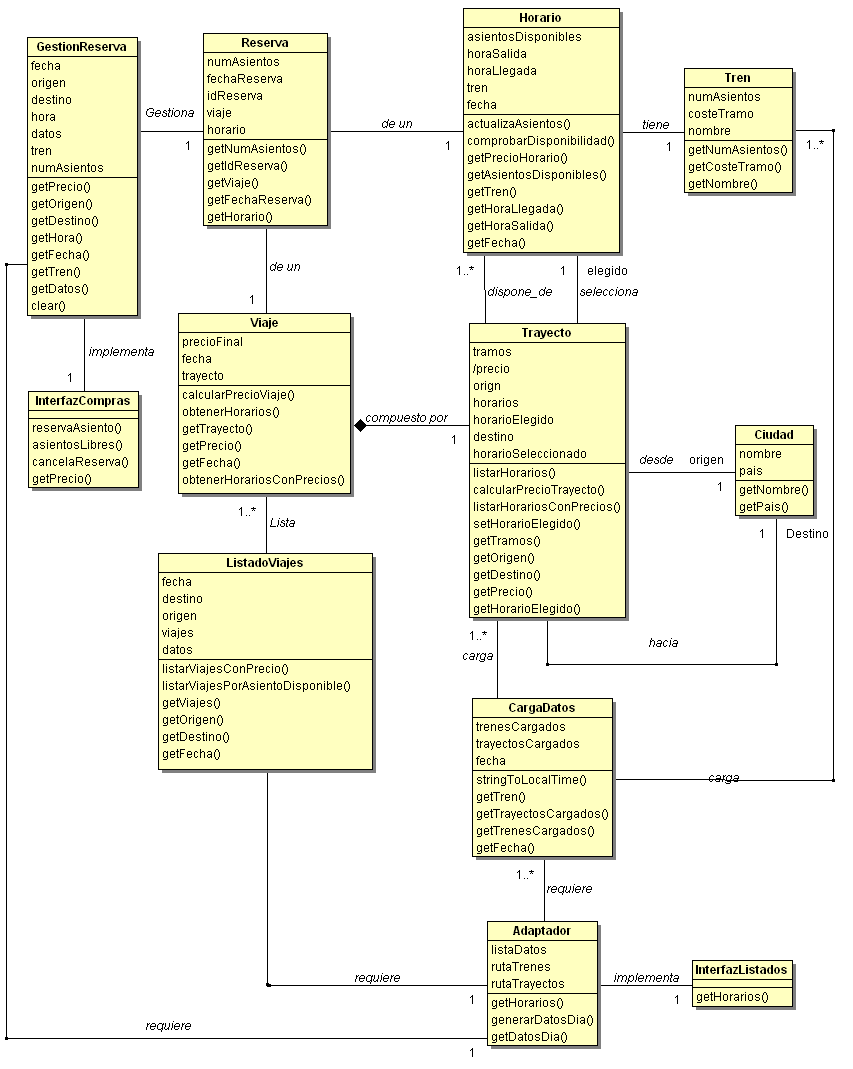 GestionReserva
fecha
origen
destino
hora
datos
tren
numAsientos
getPrecio()
getOrigen()
getDestino()
getHora()
getFecha()
getTren()
getDatos()
clear()
Gestiona
1
Reserva
numAsientos
fechaReserva
idReserva
viaje
horario
getNumAsientos()
getIdReserva()
getViaje()
getFechaReserva()
getHorario()
de un
1
Horario
asientosDisponibles
horaSalida
horaLlegada
tren
fecha
actualizaAsientos()
comprobarDisponibilidad()
getPrecioHorario()
getAsientosDisponibles()
getTren()
getHoraLlegada()
getHoraSalida()
getFecha()
tiene
1
Tren
numAsientos
costeTramo
nombre
getNumAsientos()
getCosteTramo()
getNombre()
1..*
de un
1
1..*
dispone_de
1
elegido
selecciona
implementa
1
InterfazCompras
reservaAsiento()
asientosLibres()
cancelaReserva()
getPrecio()
Viaje
precioFinal
fecha
trayecto
calcularPrecioViaje()
obtenerHorarios()
getTrayecto()
getPrecio()
getFecha()
obtenerHorariosConPrecios()
compuesto por
1
Trayecto
tramos
/precio
orign
horarios
horarioElegido
destino
horarioSeleccionado
listarHorarios()
calcularPrecioTrayecto()
listarHorariosConPrecios()
setHorarioElegido()
getTramos()
getOrigen()
getDestino()
getPrecio()
getHorarioElegido()
desde
origen
1
Ciudad
nombre
pais
getNombre()
getPais()
1
Destino
hacia
1..*
Lista
ListadoViajes
fecha
destino
origen
viajes
datos
listarViajesConPrecio()
listarViajesPorAsientoDisponible()
getViajes()
getOrigen()
getDestino()
getFecha()
1..*
carga
CargaDatos
trenesCargados
trayectosCargados
fecha
stringToLocalTime()
getTren()
getTrayectosCargados()
getTrenesCargados()
getFecha()
carga
1..*
requiere
Adaptador
listaDatos
rutaTrenes
rutaTrayectos
getHorarios()
generarDatosDia()
getDatosDia()
requiere
1
requiere
1
implementa
1
InterfazListados
getHorarios()